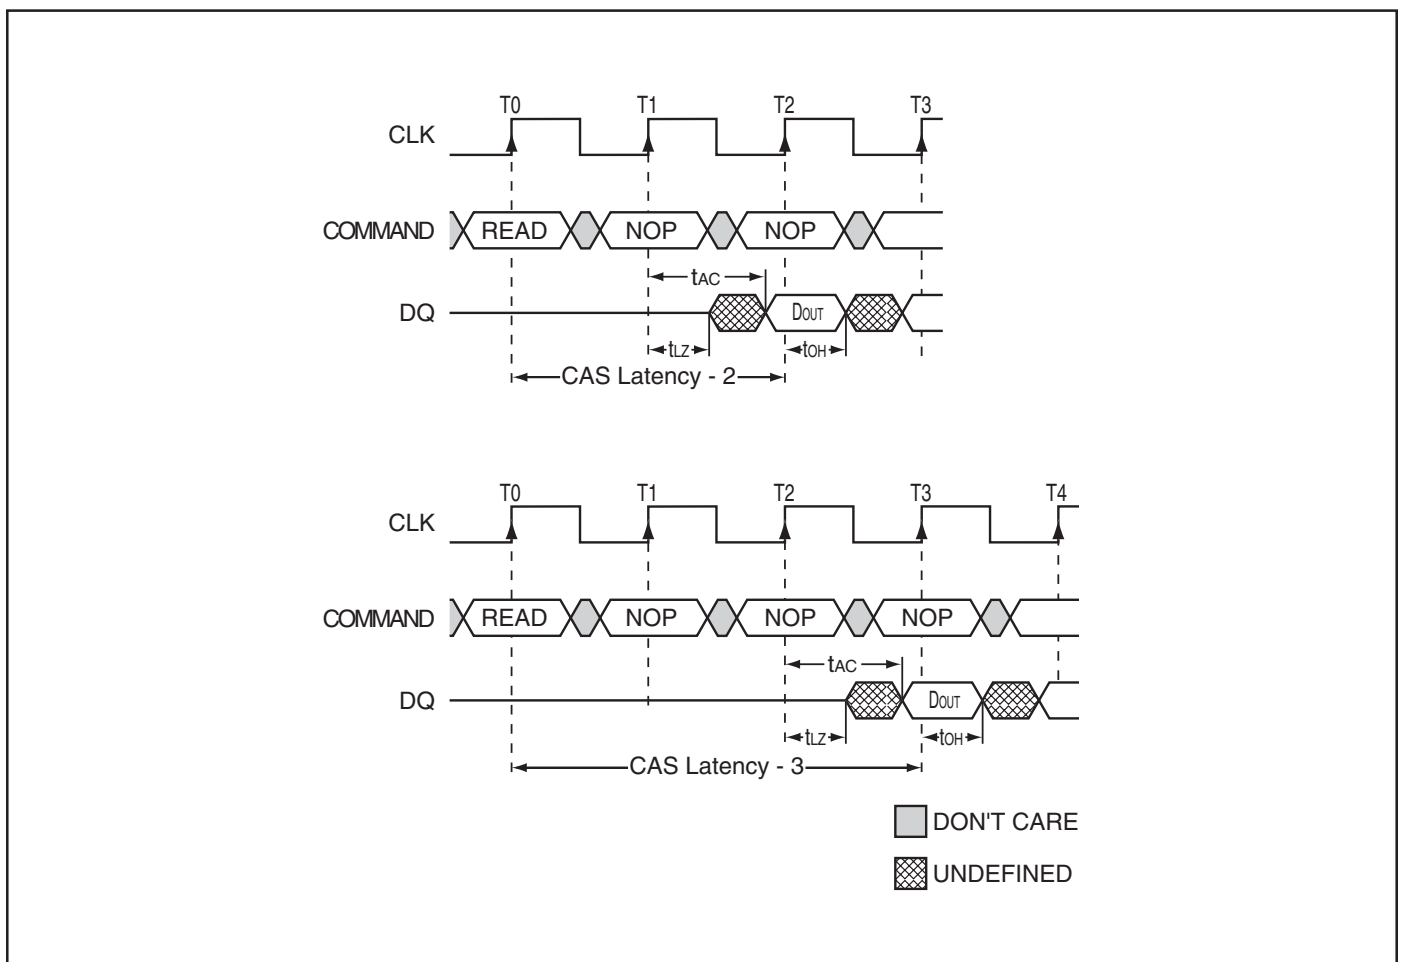 T0 T1 T2 T3
CLK
COMMAND READ NOP NOP
tAC
DQ DOUT
tLZ tOH
CAS Latency - 2
T0 T1 T2 T3 T4
CLK
COMMAND READ NOP NOP NOP
tAC
DQ DOUT
tLZ tOH
CAS Latency - 3
DON'T CARE
UNDEFINED